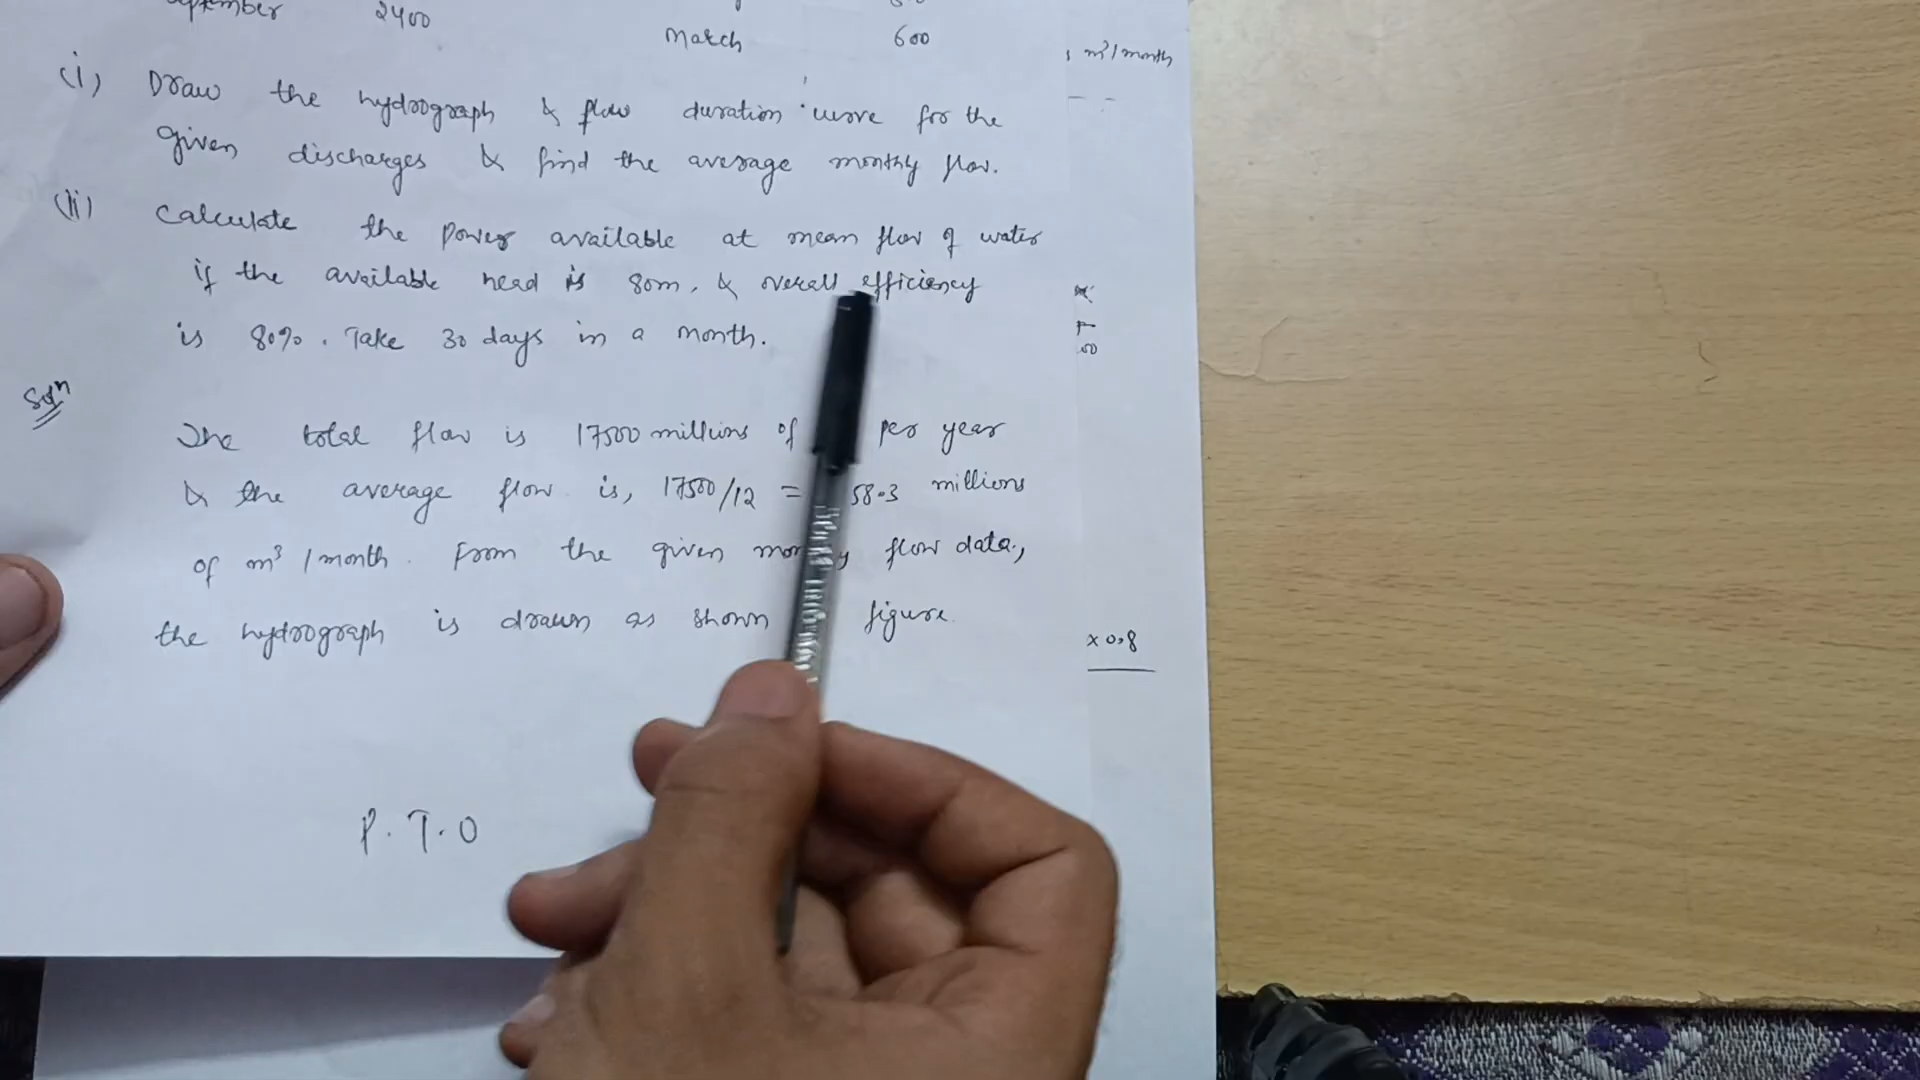 September 2400
March 600
, m³/month
(i) Draw the hydrograph & flow duration curve for the
given discharges & find the average monthly flow.
(ii) Calculate the power available at mean flow of water
if the available head is 80m, & overall efficiency
is 80%. Take 30 days in a month.
Solⁿ
The total flow is 17500 millions of per year
& the average flow is, 17500/12 = 58.3 millions
of m³ /month. From the given flow data,
the hydrograph is drawn as shown figure.
x 0.8
P.T.O